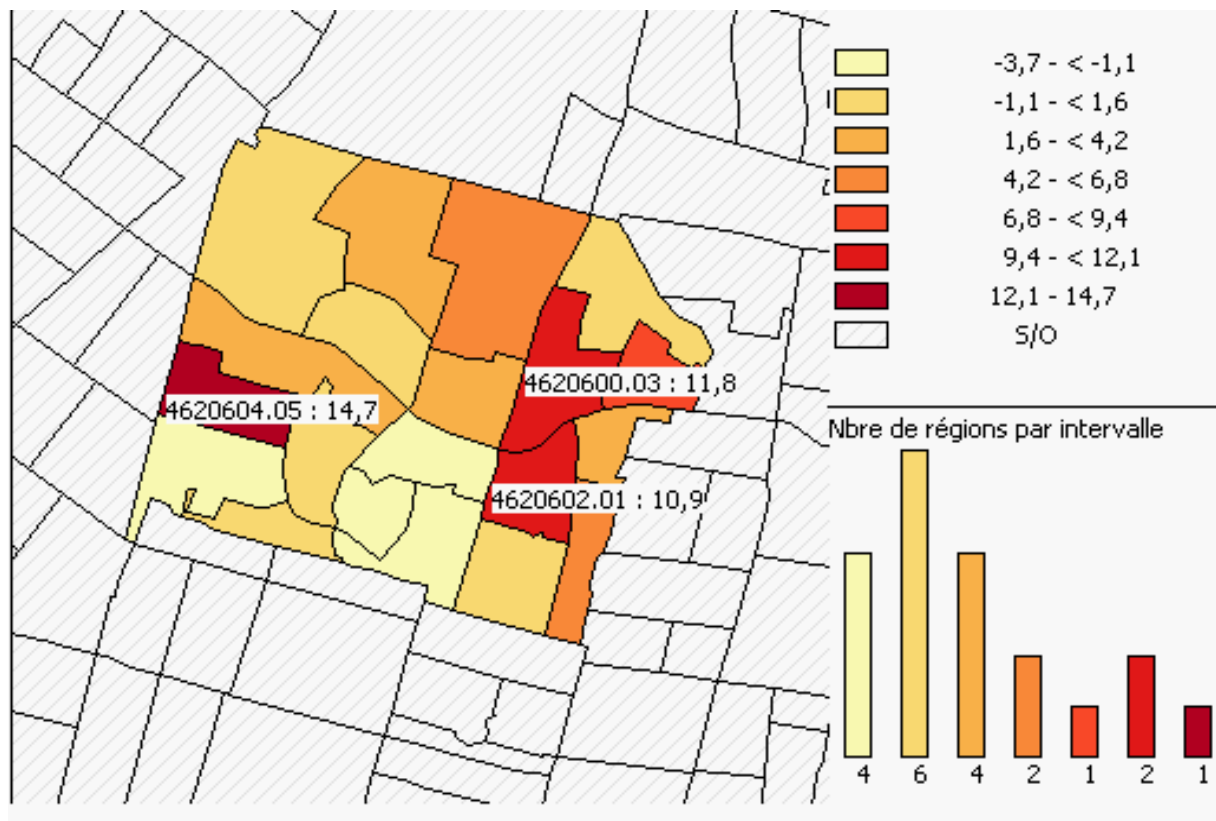 -3,7 - < -1,1
-1,1 - < 1,6
1,6 - < 4,2
4,2 - < 6,8
6,8 - < 9,4
9,4 - < 12,1
12,1 - 14,7
S/O
4620600.03 : 11,8
4620604.05 : 14,7
4620602.01 : 10,9
Nbre de régions par intervalle
4 6 4 2 1 2 1